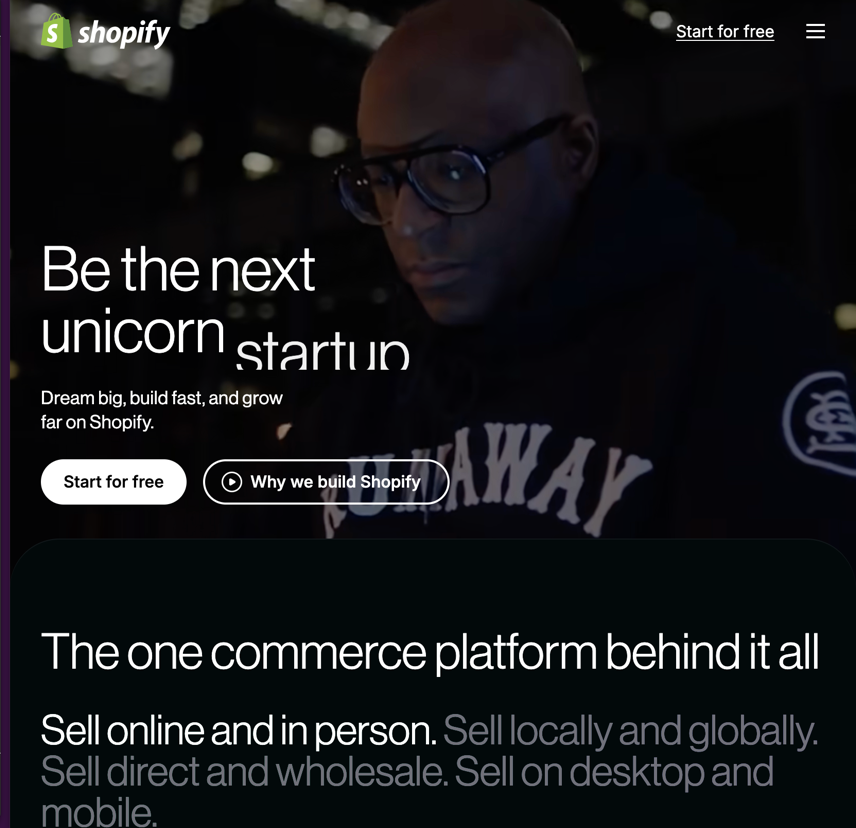 shopify
Start for free
Be the next
unicorn startup
Dream big, build fast, and grow
far on Shopify.
Start for free
Why we build Shopify
RUNAWAY
The one commerce platform behind it all
Sell online and in person. Sell locally and globally.
Sell direct and wholesale. Sell on desktop and
mobile.